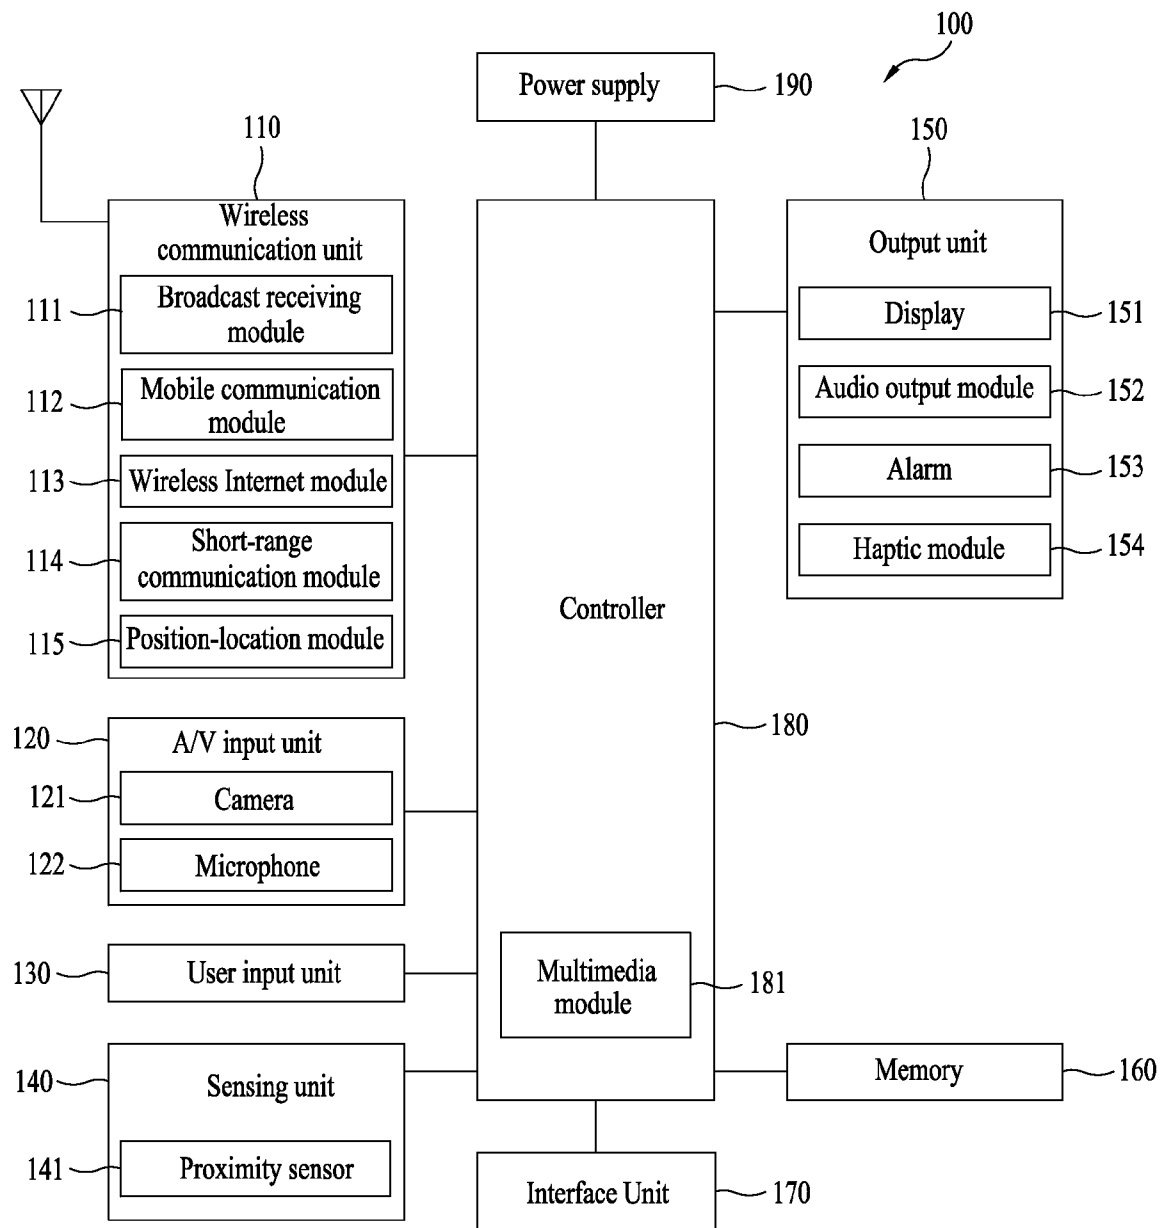 100
Power supply
190
110
150
Wireless
communication unit
111
Broadcast receiving
module
112
Mobile communication
module
113
Wireless Internet module
114
Short-range
communication module
115
Position-location module
Output unit
Display
151
Audio output module
152
Alarm
153
Haptic module
154
Controller
180
120
A/V input unit
121
Camera
122
Microphone
130
User input unit
Multimedia
module
181
140
Sensing unit
141
Proximity sensor
Memory
160
Interface Unit
170